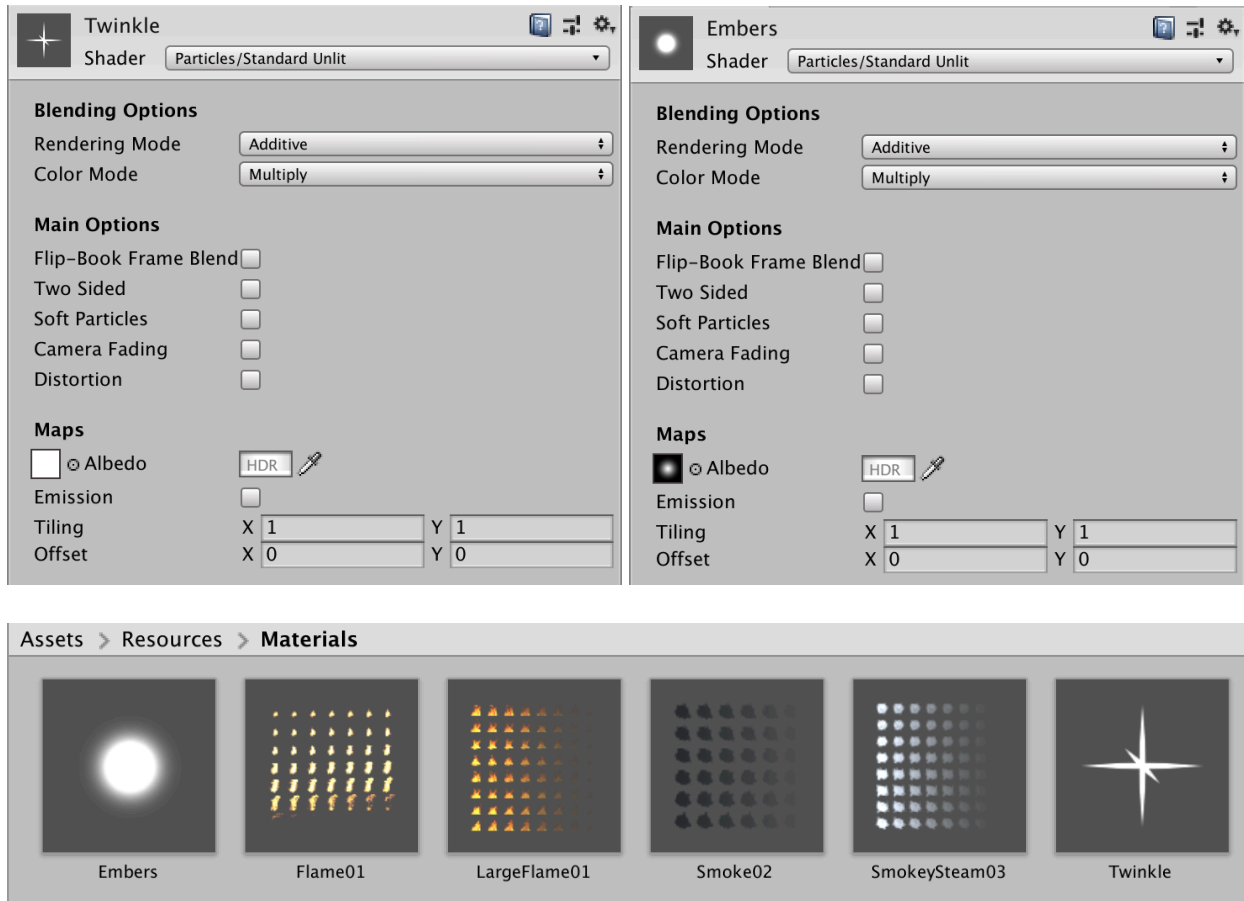 Twinkle
Shader Particles/Standard Unlit
Blending Options
Rendering Mode Additive
Color Mode Multiply
Main Options
Flip-Book Frame Blend
Two Sided
Soft Particles
Camera Fading
Distortion
Maps
Albedo HDR
Emission
Tiling X 1 Y 1
Offset X 0 Y 0
Embers
Shader Particles/Standard Unlit
Blending Options
Rendering Mode Additive
Color Mode Multiply
Main Options
Flip-Book Frame Blend
Two Sided
Soft Particles
Camera Fading
Distortion
Maps
Albedo HDR
Emission
Tiling X 1 Y 1
Offset X 0 Y 0
Assets > Resources > Materials
Embers Flame01 LargeFlame01 Smoke02 SmokeySteam03 Twinkle